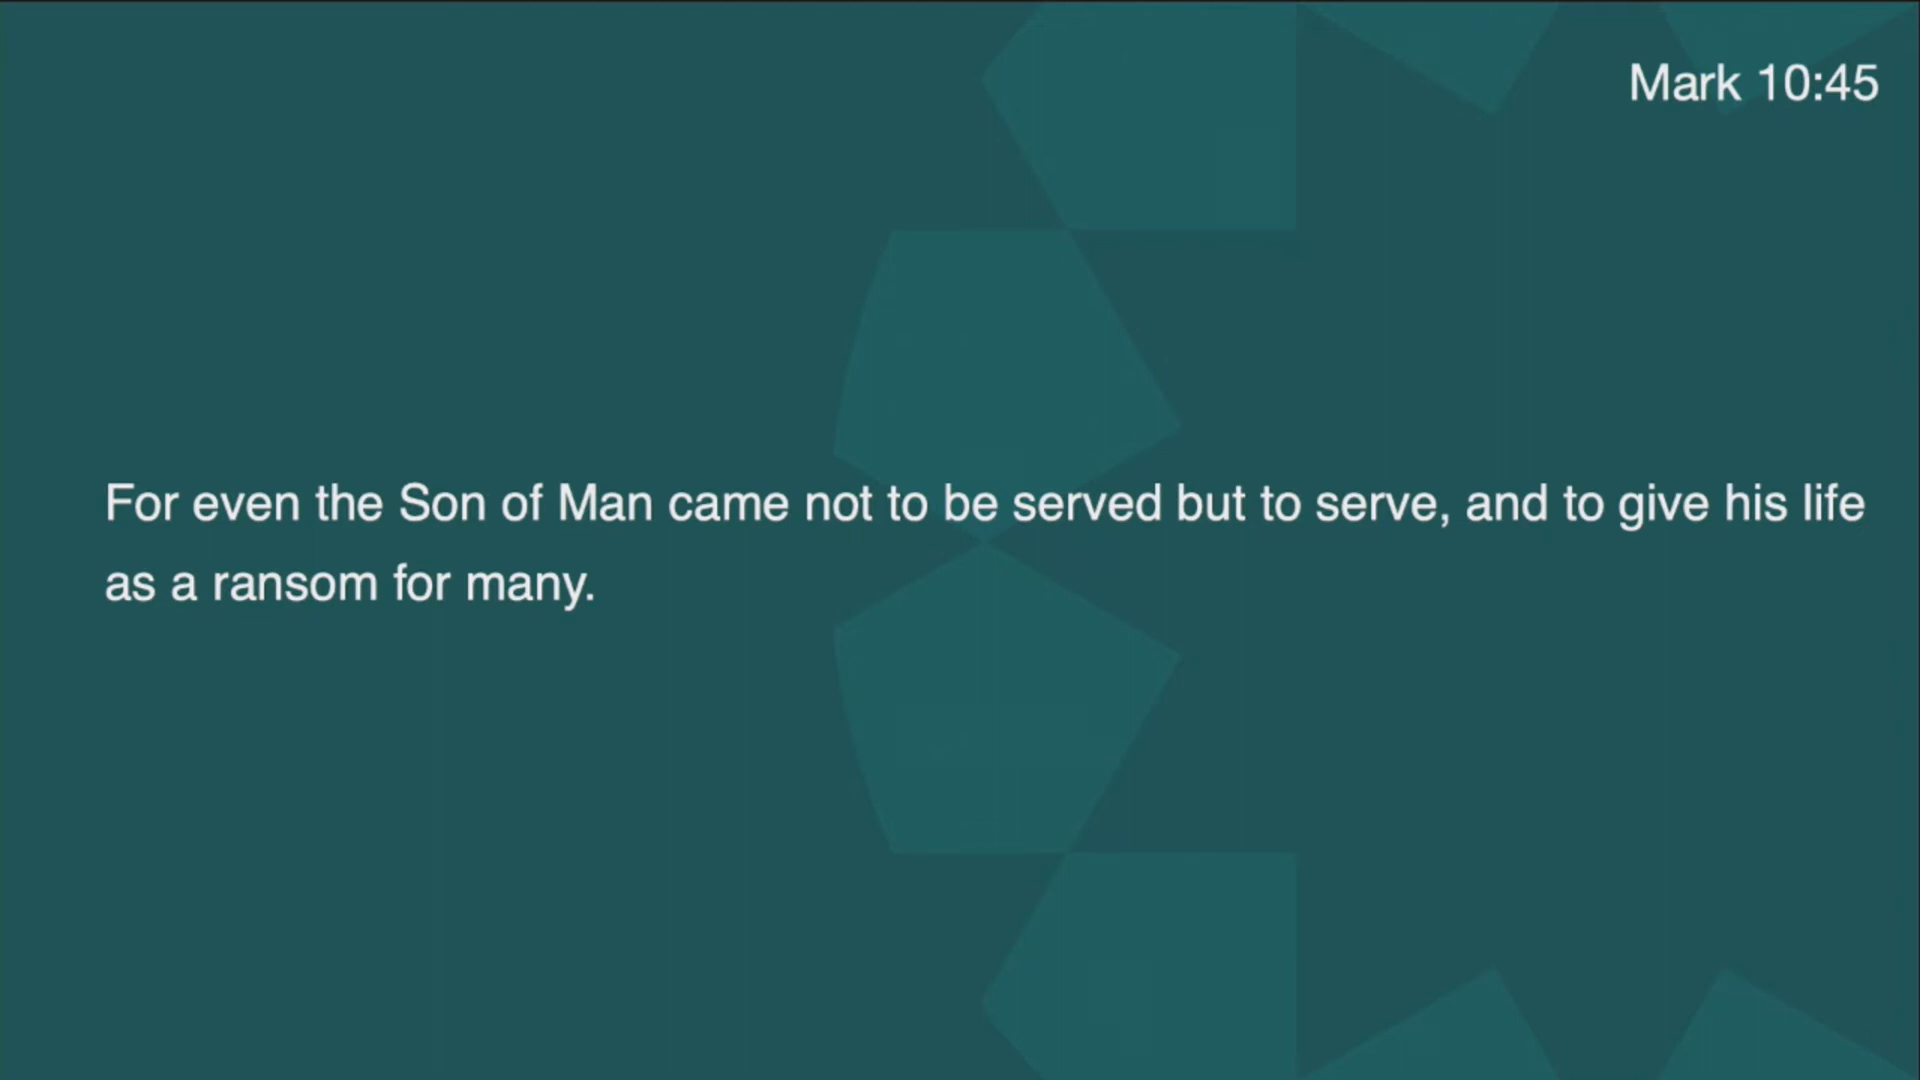 Mark 10:45
For even the Son of Man came not to be served but to serve, and to give his life
as a ransom for many.